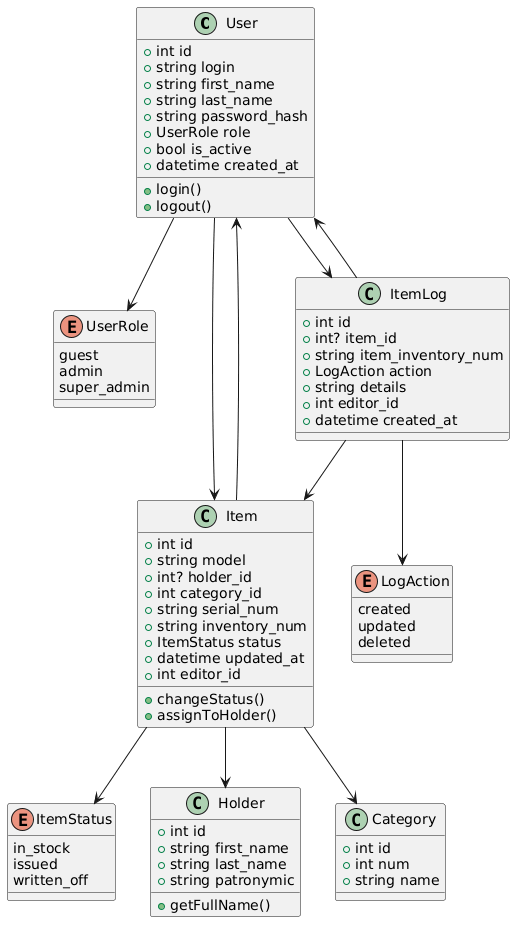 C User
int id
string login
string first_name
string last_name
string password_hash
UserRole role
bool is_active
datetime created_at
login()
logout()
E UserRole
guest
admin
super_admin
C ItemLog
int id
int? item_id
string item_inventory_num
LogAction action
string details
int editor_id
datetime created_at
C Item
int id
string model
int? holder_id
int category_id
string serial_num
string inventory_num
ItemStatus status
datetime updated_at
int editor_id
changeStatus()
assignToHolder()
E LogAction
created
updated
deleted
E ItemStatus
in_stock
issued
written_off
C Holder
int id
string first_name
string last_name
string patronymic
getFullName()
C Category
int id
int num
string name